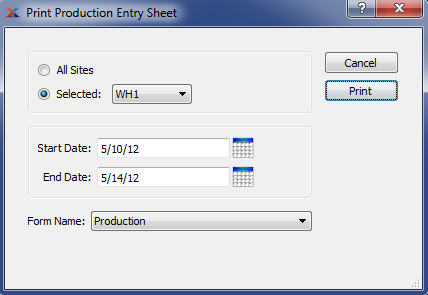 Print Production Entry Sheet
All Sites
Selected: WH1
Cancel
Print
Start Date: 5/10/12
End Date: 5/14/12
Form Name: Production